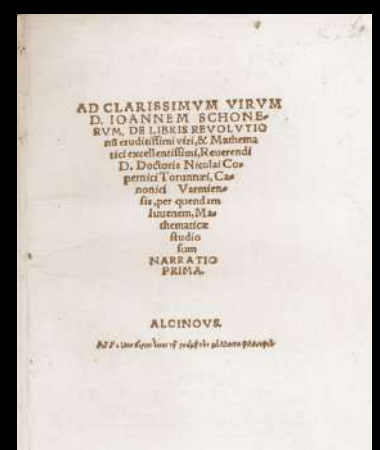 AD CLARISSIMVM VIRVM
D. IOANNEM SCHONE-
RVM, DE LIBRIS REVOLVTIO
nū eruditissimi viri, & Mathema
tici excellentissimi, Reuerendi
D. Doctoris Nicolai Co-
pernici Torunnæi, Ca-
nonici Varmien-
sis, per quendam
Iuuenem, Ma-
thematicæ
studio
sum
NARRATIO
PRIMA.
ALCINOVS.